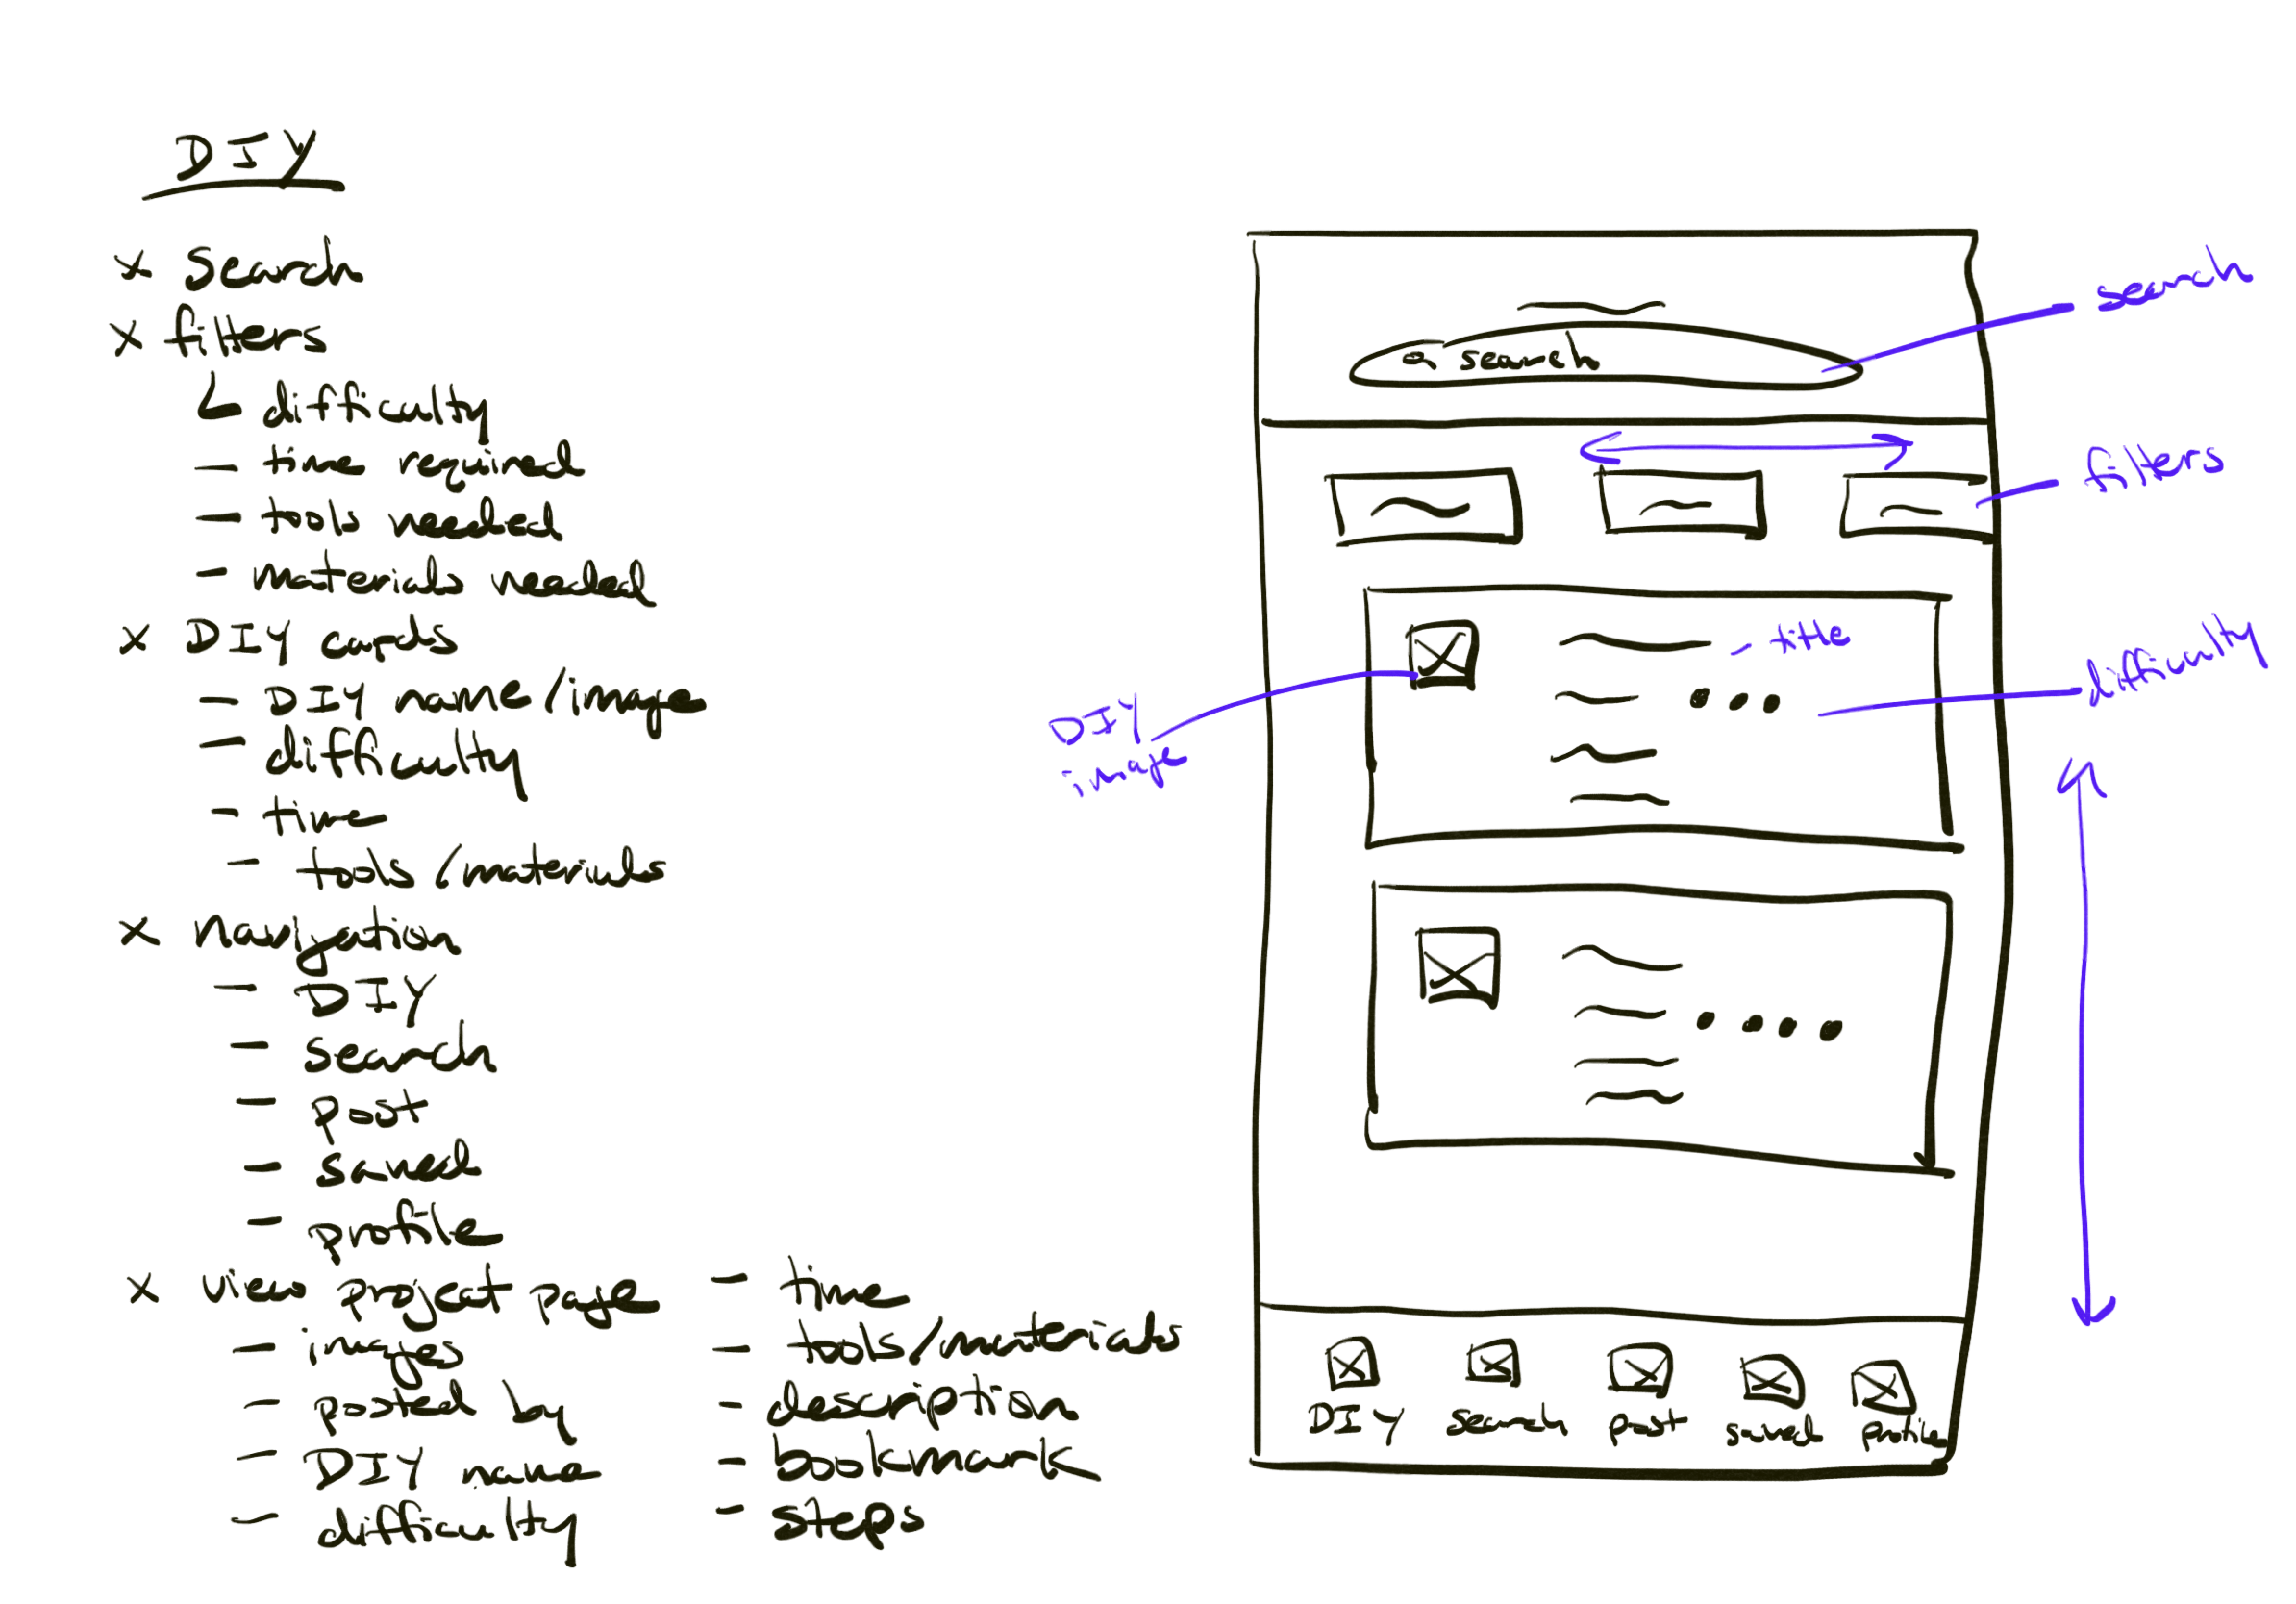 DIY
x search
x filters
- difficulty
- time required
- tools needed
- materials needed
x DIY cards
- DIY name/image
- difficulty
- time
- tools/materials
x navigation
- DIY
- search
- post
- saved
- profile
x view project page
- images
- posted by
- DIY name
- difficulty
- time
- tools/materials
- description
- bookmark
- steps
search
search
filters
- title
difficulty
DIY
image
DIY
search
post
saved
profile